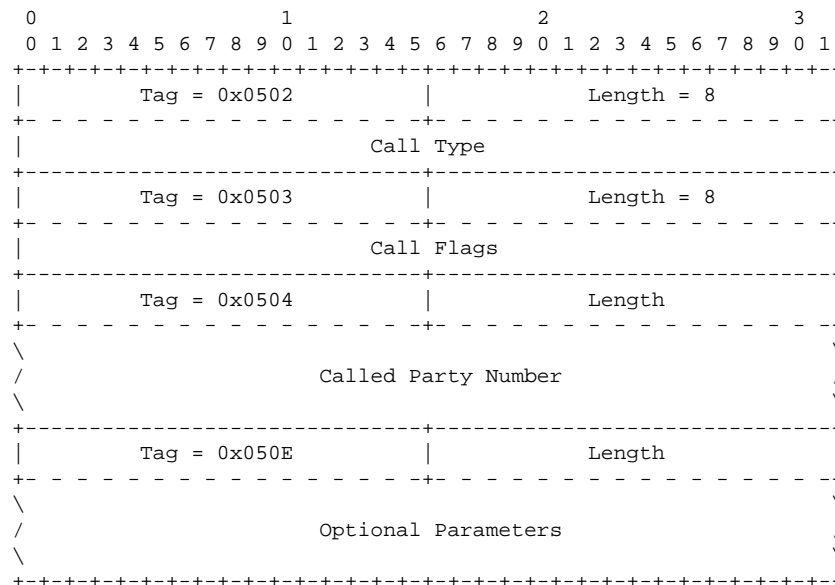 0                   1                   2                   3
 0 1 2 3 4 5 6 7 8 9 0 1 2 3 4 5 6 7 8 9 0 1 2 3 4 5 6 7 8 9 0 1
+-+-+-+-+-+-+-+-+-+-+-+-+-+-+-+-+-+-+-+-+-+-+-+-+-+-+-+-+-+-+-+-
|         Tag = 0x0502          |            Length = 8
+- - - - - - - - - - - - - - - -+- - - - - - - - - - - - - - - --
|                           Call Type
+-------------------------------+--------------------------------
|         Tag = 0x0503          |            Length = 8
+- - - - - - - - - - - - - - - -+- - - - - - - - - - - - - - - --
|                           Call Flags
+-------------------------------+--------------------------------
|         Tag = 0x0504          |            Length
+- - - - - - - - - - - - - - - -+- - - - - - - - - - - - - - - --
\                                                               \
/                       Called Party Number                     /
\                                                               \
+-------------------------------+--------------------------------
|         Tag = 0x050E          |            Length
+- - - - - - - - - - - - - - - -+- - - - - - - - - - - - - - - --
\                                                               \
/                       Optional Parameters                     /
\                                                               \
+-+-+-+-+-+-+-+-+-+-+-+-+-+-+-+-+-+-+-+-+-+-+-+-+-+-+-+-+-+-+-+-